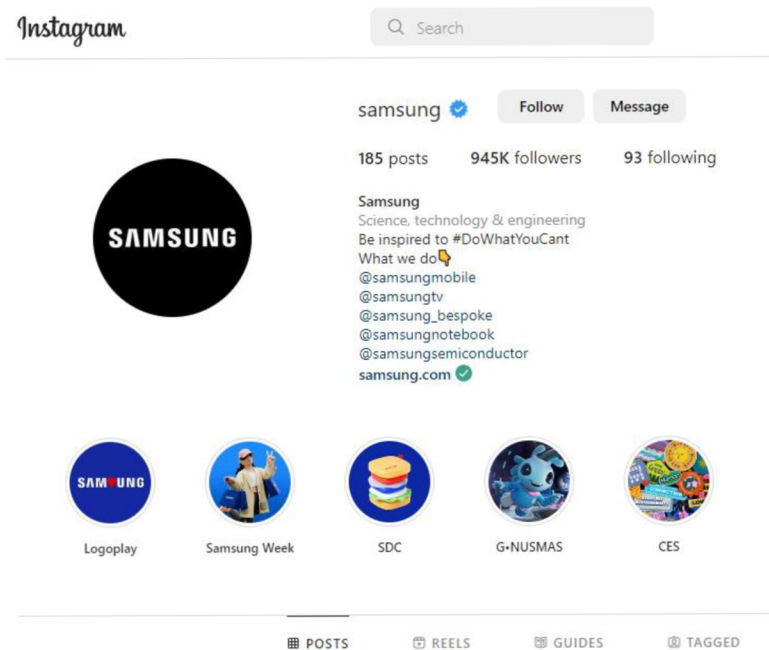 Instagram
Search
samsung Follow Message
185 posts 945K followers 93 following
SAMSUNG
Samsung
Science, technology & engineering
Be inspired to #DoWhatYouCant
What we do👇
@samsungmobile
@samsungtv
@samsung_bespoke
@samsungnotebook
@samsungsemiconductor
samsung.com
SAM♥UNG
Logoplay Samsung Week SDC G•NUSMAS CES
POSTS REELS GUIDES TAGGED